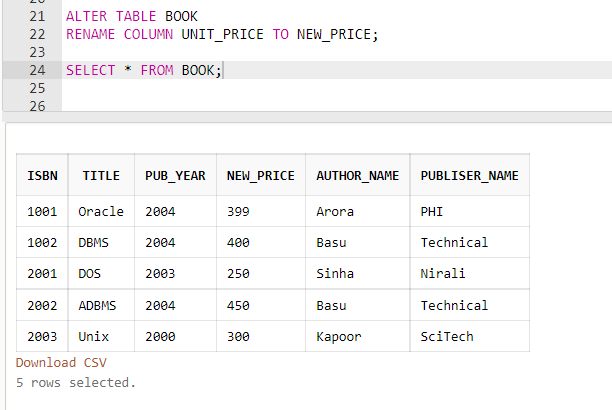 20
21 ALTER TABLE BOOK
22 RENAME COLUMN UNIT_PRICE TO NEW_PRICE;
23
24 SELECT * FROM BOOK;
25
26
ISBN TITLE PUB_YEAR NEW_PRICE AUTHOR_NAME PUBLISER_NAME
1001 Oracle 2004 399 Arora PHI
1002 DBMS 2004 400 Basu Technical
2001 DOS 2003 250 Sinha Nirali
2002 ADBMS 2004 450 Basu Technical
2003 Unix 2000 300 Kapoor SciTech
Download CSV
5 rows selected.